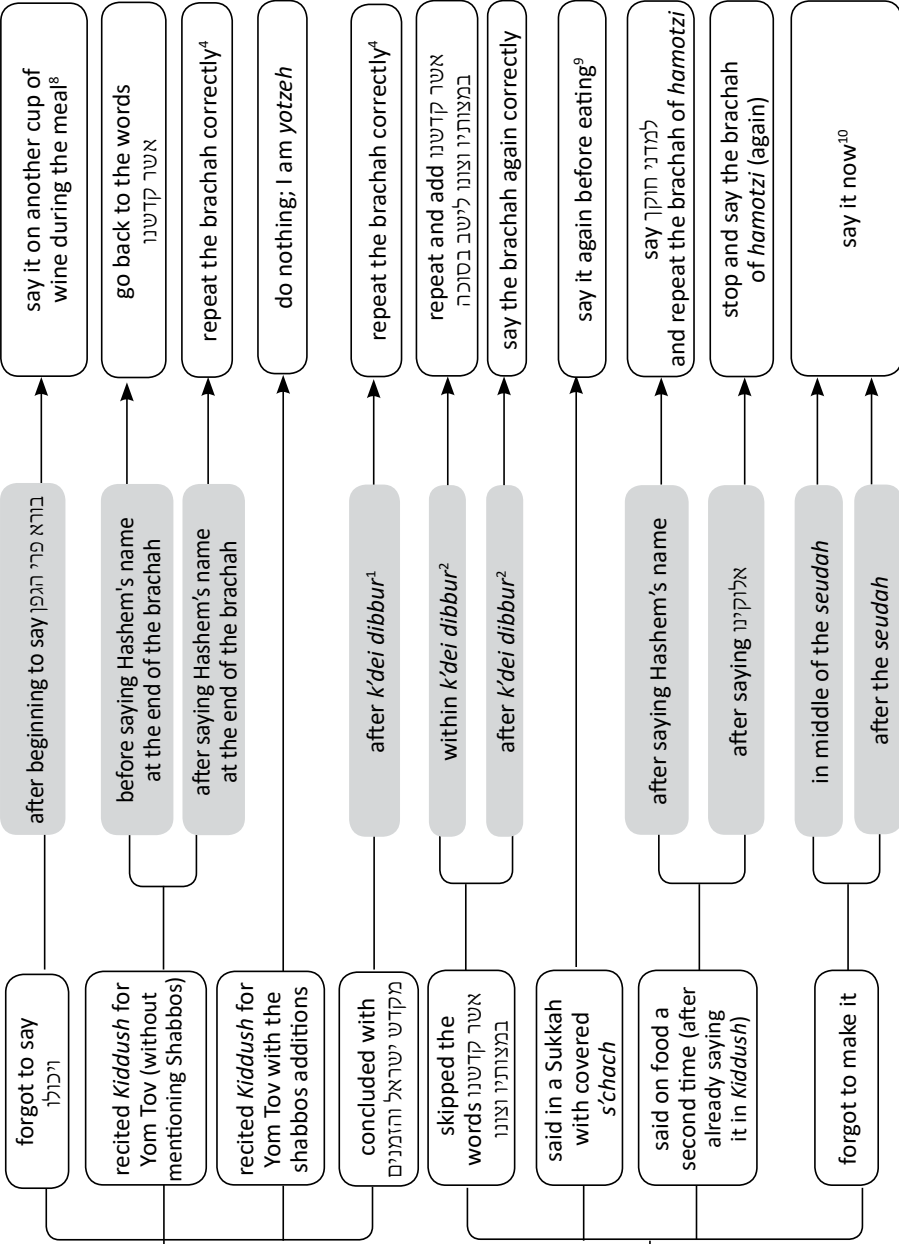 forgot to say
ויכולו
after beginning to say בורא פרי הגפן
say it on another cup of
wine during the meal8
recited Kiddush for
Yom Tov (without
mentioning Shabbos)
before saying Hashem's name
at the end of the brachah
go back to the words
אשר קדשנו
after saying Hashem's name
at the end of the brachah
repeat the brachah correctly4
recited Kiddush for
Yom Tov with the
shabbos additions
do nothing; I am yotzeh
concluded with
מקדש ישראל והזמנים
after k'dei dibbur1
repeat the brachah correctly4
skipped the
words אשר קדשנו
במצותיו וצונו
within k'dei dibbur2
repeat and add אשר קדשנו
במצותיו וצונו לישב בסוכה
after k'dei dibbur2
say the brachah again correctly
said in a Sukkah
with covered
s'chach
say it again before eating9
said on food a
second time (after
already saying
it in Kiddush)
after saying Hashem's name
say למדני חוקך
and repeat the brachah of hamotzi
after saying אלוקינו
stop and say the brachah
of hamotzi (again)
forgot to make it
in middle of the seudah
after the seudah
say it now10